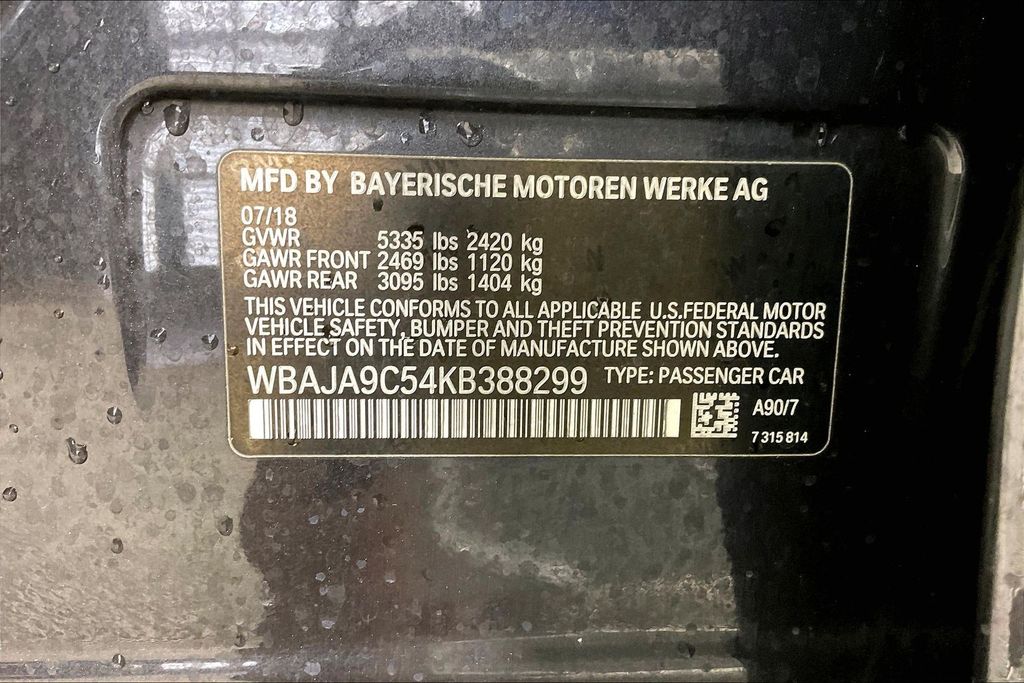 MFD BY BAYERISCHE MOTOREN WERKE AG
07/18
GVWR 5335 lbs 2420 kg
GAWR FRONT 2469 lbs 1120 kg
GAWR REAR 3095 lbs 1404 kg
THIS VEHICLE CONFORMS TO ALL APPLICABLE U.S.FEDERAL MOTOR
VEHICLE SAFETY, BUMPER AND THEFT PREVENTION STANDARDS
IN EFFECT ON THE DATE OF MANUFACTURE SHOWN ABOVE.
WBAJA9C54KB388299 TYPE: PASSENGER CAR
A90/7
7 315 814